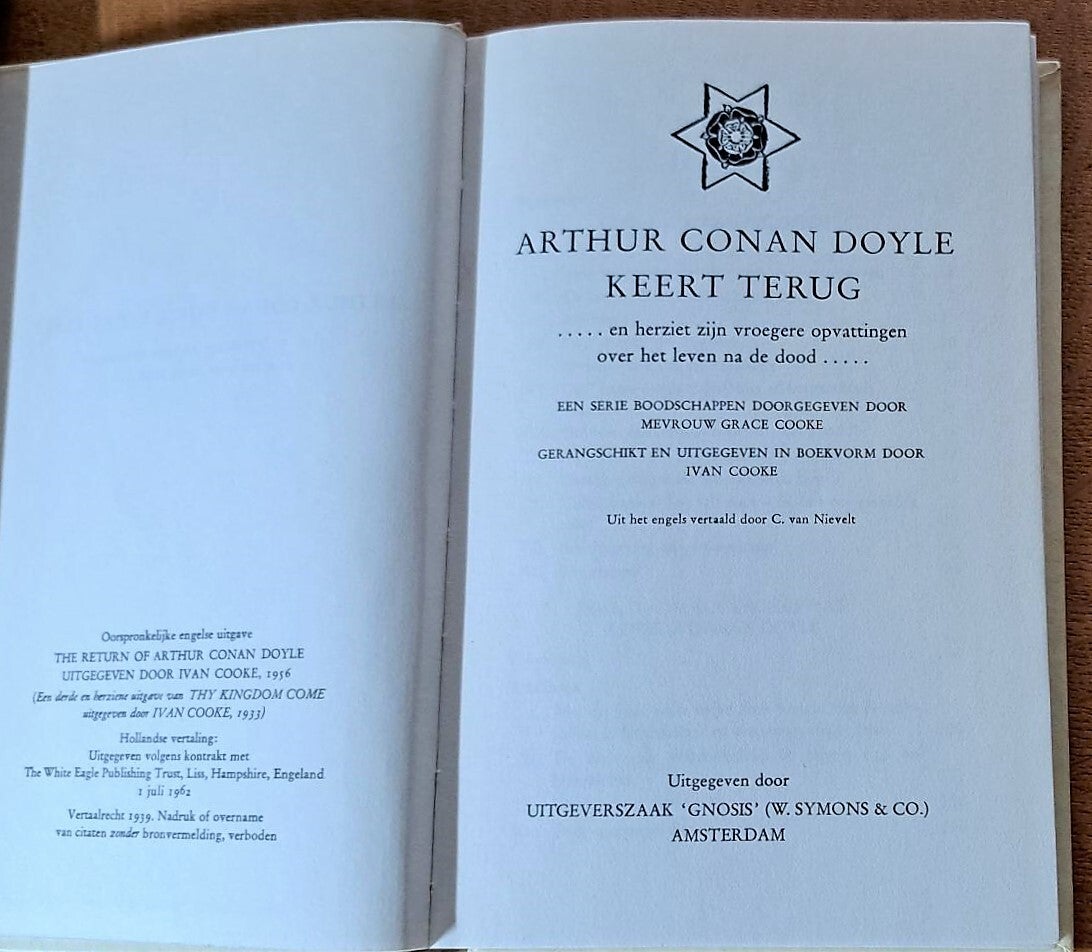 Oorspronkelijke engelse uitgave
THE RETURN OF ARTHUR CONAN DOYLE
UITGEGEVEN DOOR IVAN COOKE, 1956
(Een derde en herziene uitgave van THY KINGDOM COME
uitgegeven door IVAN COOKE, 1933)
Hollandse vertaling:
Uitgegeven volgens kontrakt met
The White Eagle Publishing Trust, Liss, Hampshire, Engeland
1 juli 1962
Vertaalrecht 1939. Nadruk of overname
van citaten zonder bronvermelding, verboden
ARTHUR CONAN DOYLE
KEERT TERUG
..... en herziet zijn vroegere opvattingen
over het leven na de dood .....
EEN SERIE BOODSCHAPPEN DOORGEGEVEN DOOR
MEVROUW GRACE COOKE
GERANGSCHIKT EN UITGEGEVEN IN BOEKVORM DOOR
IVAN COOKE
Uit het engels vertaald door C. van Nievelt
Uitgegeven door
UITGEVERSZAAK ‘GNOSIS’ (W. SYMONS & CO.)
AMSTERDAM